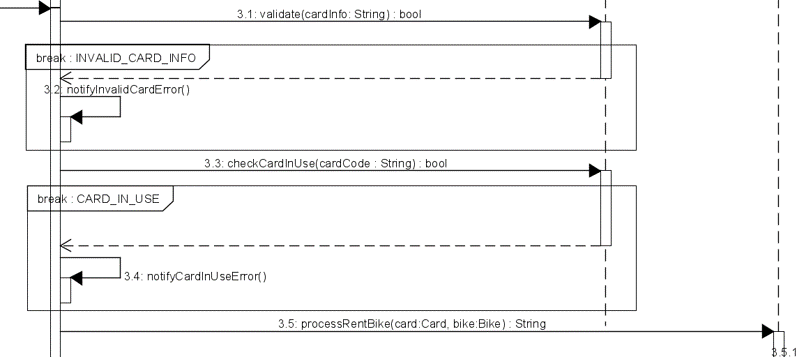 3.1: validate(cardInfo: String) : bool
break : INVALID_CARD_INFO
3.2: notifyInvalidCardError()
3.3: checkCardInUse(cardCode : String) : bool
break : CARD_IN_USE
3.4: notifyCardInUseError()
3.5: processRentBike(card:Card, bike:Bike) : String
3.5.1